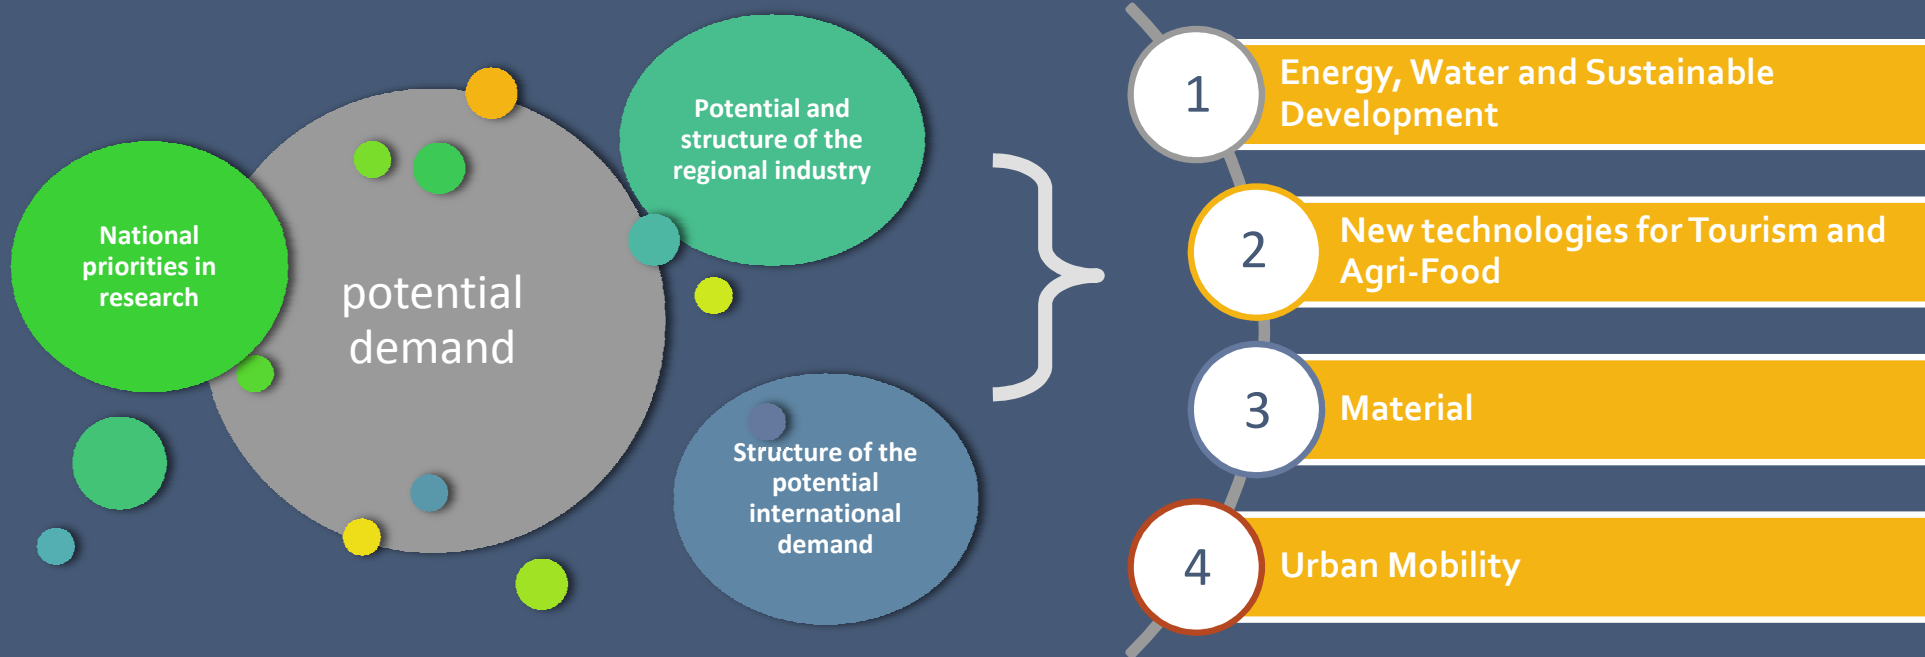 National
priorities in
research
potential
demand
Potential and
structure of the
regional industry
Structure of the
potential
international
demand
1
Energy, Water and Sustainable
Development
2
New technologies for Tourism and
Agri-Food
3
Material
4
Urban Mobility